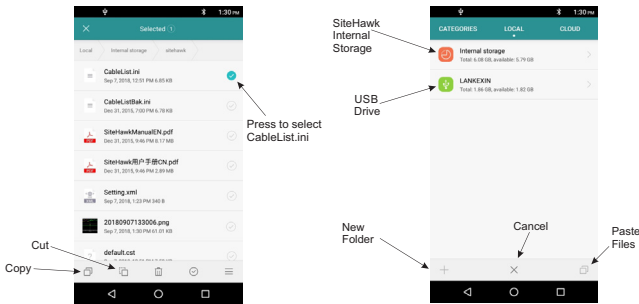 1:30 PM
Selected (1)
Local
Internal storage
sitehawk
CableList.ini
Sep 7, 2018, 12:51 PM 6.85 KB
CableListBak.ini
Dec 31, 2015, 7:00 PM 6.78 KB
SiteHawkManualEN.pdf
Dec 31, 2015, 9:46 PM 8.17 MB
SiteHawk用户手册CN.pdf
Dec 31, 2015, 9:46 PM 2.89 MB
Setting.xml
Sep 7, 2018, 1:23 PM 340 B
20180907133006.png
Sep 7, 2018, 1:30 PM 61.01 KB
default.cst
Press to select
CableList.ini
Cut
Copy
1:30 PM
CATEGORIES
LOCAL
CLOUD
SiteHawk
Internal
Storage
Internal storage
Total: 6.08 GB, available: 5.79 GB
USB
Drive
LANKEXIN
Total: 1.86 GB, available: 1.82 GB
New
Folder
Cancel
Paste
Files